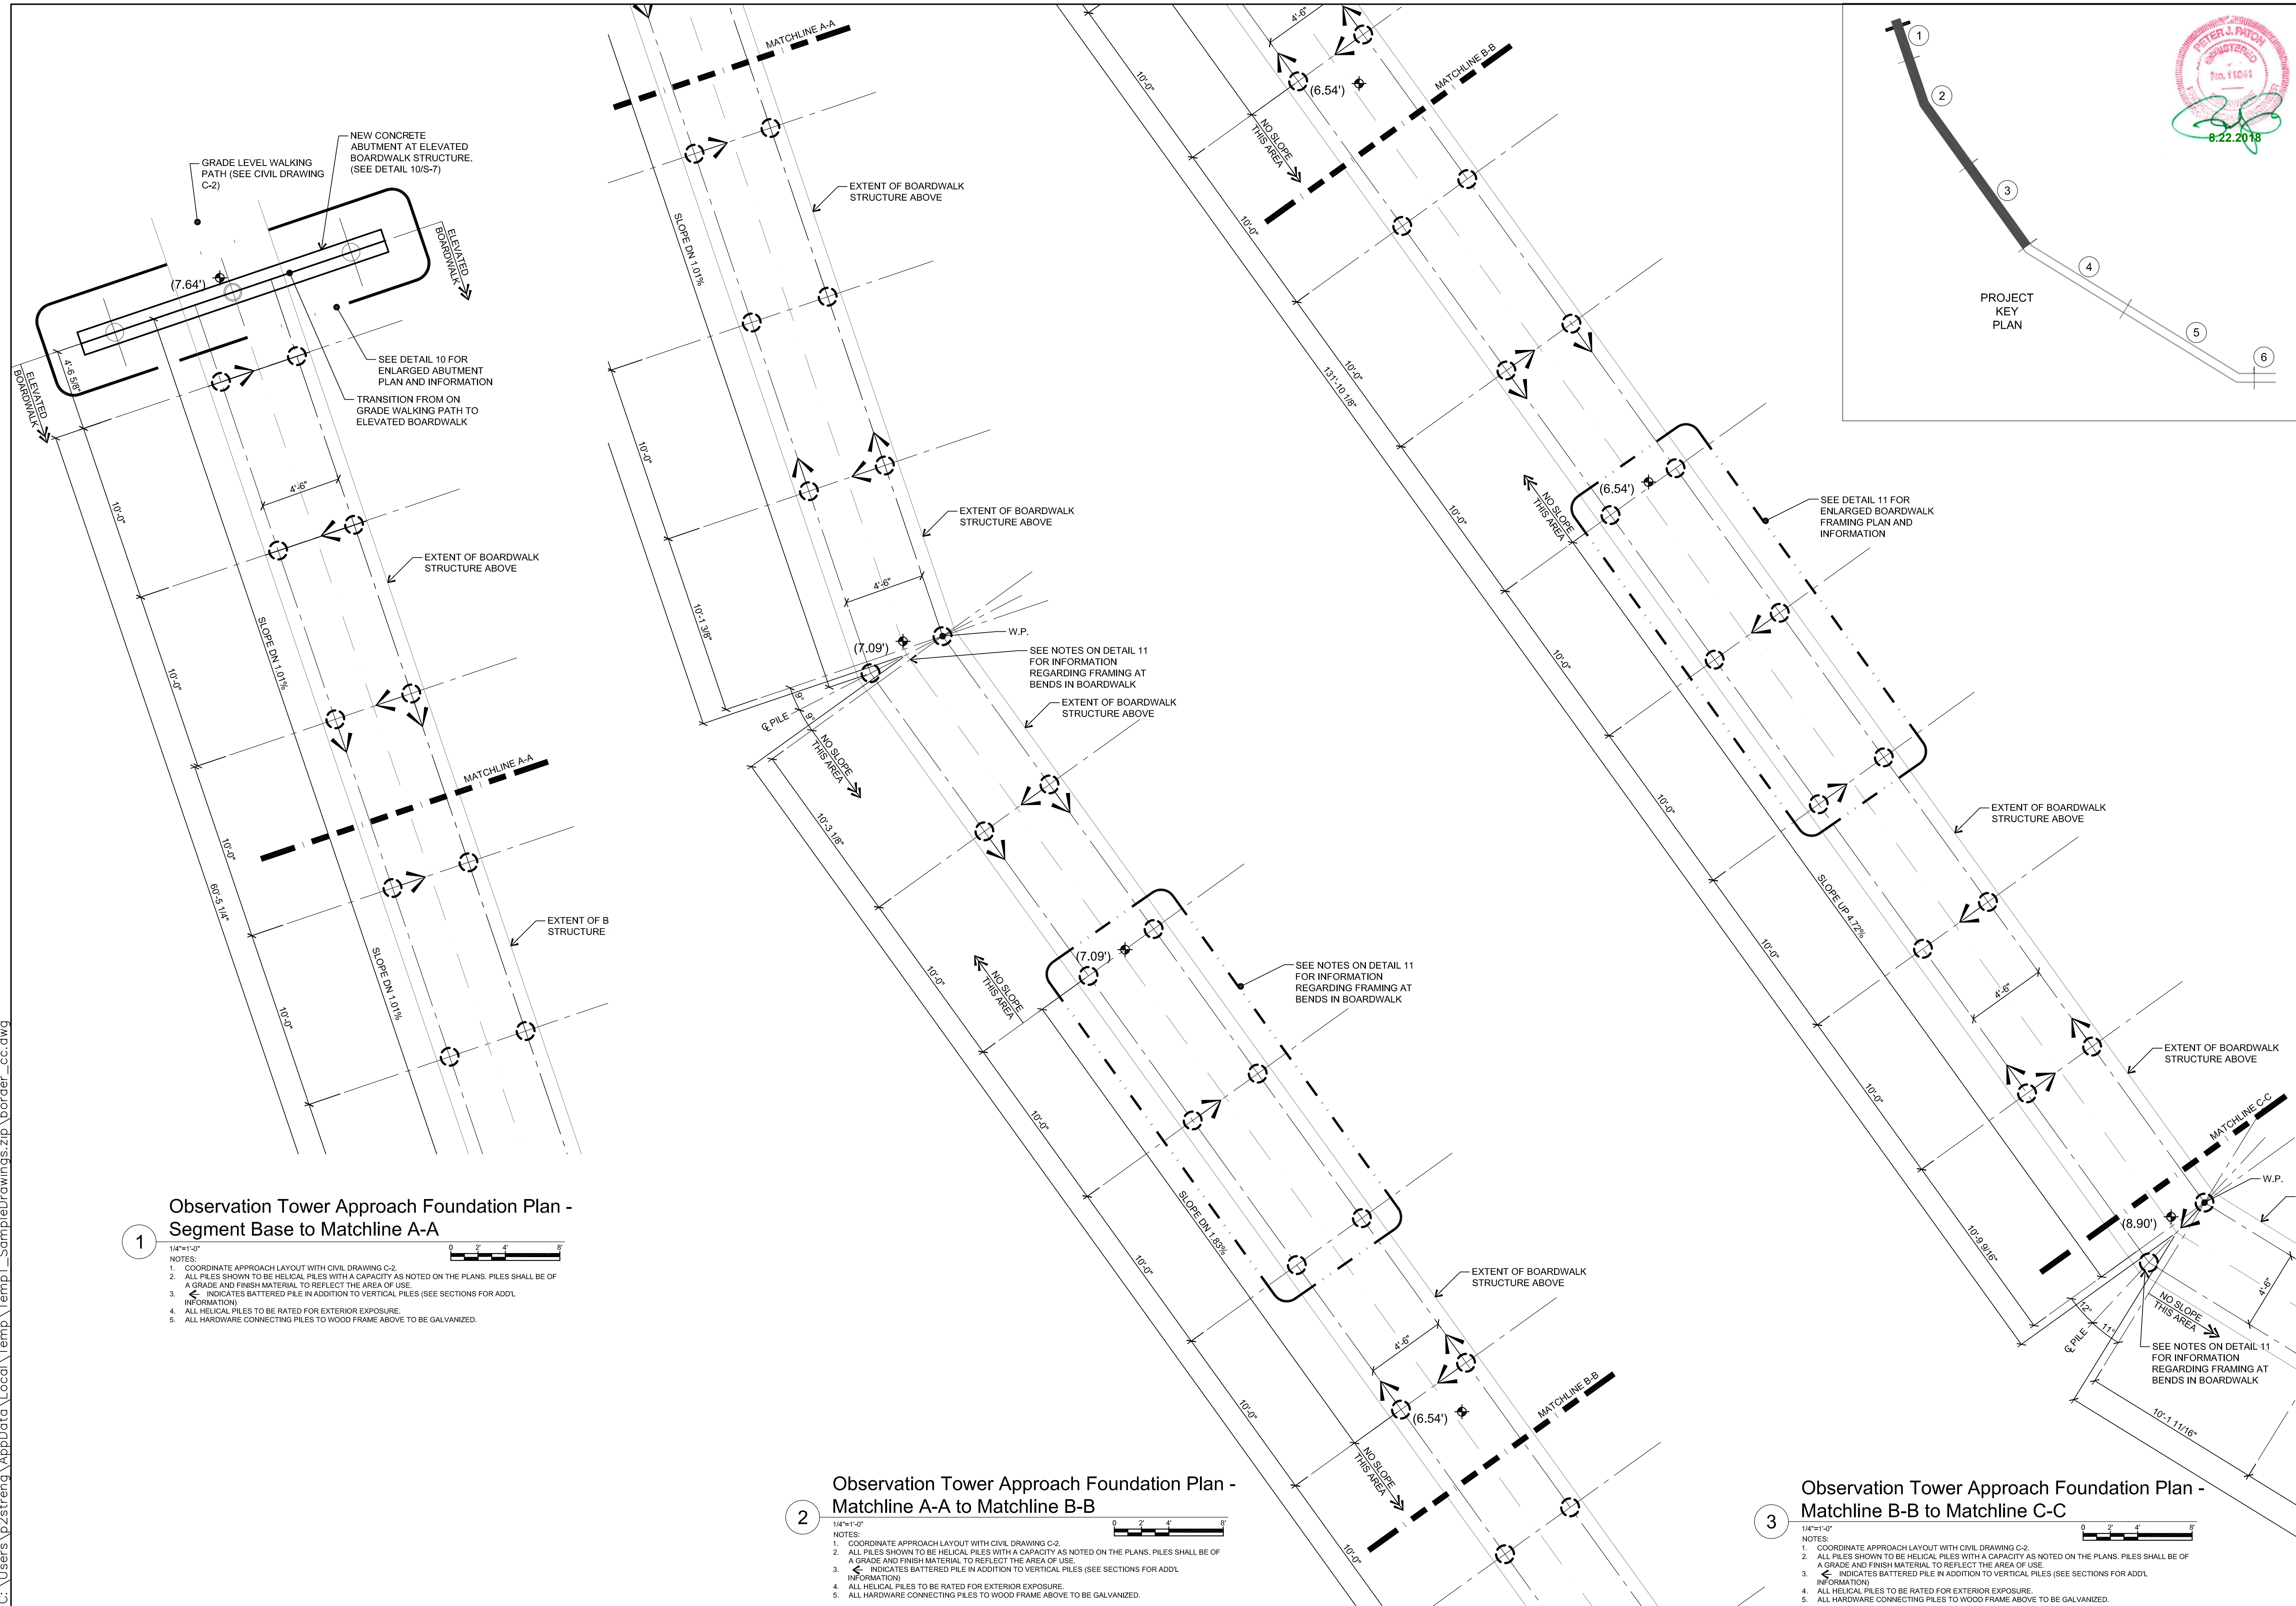 C:\Users\p2streng\AppData\Local\Temp\Temp1_SampleDrawings.zip\border_cc.dwg
NEW CONCRETE
ABUTMENT AT ELEVATED
BOARDWALK STRUCTURE.
(SEE DETAIL 10/S-7)
GRADE LEVEL WALKING
PATH (SEE CIVIL DRAWING
C-2)
ELEVATED
BOARDWALK
(7.64')
SEE DETAIL 10 FOR
ENLARGED ABUTMENT
PLAN AND INFORMATION
TRANSITION FROM ON
GRADE WALKING PATH TO
ELEVATED BOARDWALK
ELEVATED
BOARDWALK
4'-6 5/8"
10'-0"
4'-6"
EXTENT OF BOARDWALK
STRUCTURE ABOVE
SLOPE DN 1.01%
10'-0"
MATCHLINE A-A
10'-0"
60'-5 1/4"
EXTENT OF B
STRUCTURE
SLOPE DN 1.01%
10'-0"
1
Observation Tower Approach Foundation Plan -
Segment Base to Matchline A-A
1/4"=1'-0"
0 2' 4' 8'
NOTES:
1. COORDINATE APPROACH LAYOUT WITH CIVIL DRAWING C-2.
2. ALL PILES SHOWN TO BE HELICAL PILES WITH A CAPACITY AS NOTED ON THE PLANS. PILES SHALL BE OF
A GRADE AND FINISH MATERIAL TO REFLECT THE AREA OF USE.
3. INDICATES BATTERED PILE IN ADDITION TO VERTICAL PILES (SEE SECTIONS FOR ADD'L
INFORMATION)
4. ALL HELICAL PILES TO BE RATED FOR EXTERIOR EXPOSURE.
5. ALL HARDWARE CONNECTING PILES TO WOOD FRAME ABOVE TO BE GALVANIZED.
MATCHLINE A-A
EXTENT OF BOARDWALK
STRUCTURE ABOVE
SLOPE DN 1.01%
10'-0"
EXTENT OF BOARDWALK
STRUCTURE ABOVE
4'-6"
10'-1 3/8"
W.P.
(7.09')
SEE NOTES ON DETAIL 11
FOR INFORMATION
REGARDING FRAMING AT
BENDS IN BOARDWALK
EXTENT OF BOARDWALK
STRUCTURE ABOVE
9°
9°
℄ PILE
NO SLOPE
THIS AREA
10'-3 1/8"
(7.09')
NO SLOPE
THIS AREA
10'-0"
SEE NOTES ON DETAIL 11
FOR INFORMATION
REGARDING FRAMING AT
BENDS IN BOARDWALK
10'-0"
SLOPE DN 1.83%
10'-0"
EXTENT OF BOARDWALK
STRUCTURE ABOVE
4'-6"
10'-0"
(6.54')
MATCHLINE B-B
NO SLOPE
THIS AREA
10'-0"
2
Observation Tower Approach Foundation Plan -
Matchline A-A to Matchline B-B
1/4"=1'-0"
0 2' 4' 8'
NOTES:
1. COORDINATE APPROACH LAYOUT WITH CIVIL DRAWING C-2.
2. ALL PILES SHOWN TO BE HELICAL PILES WITH A CAPACITY AS NOTED ON THE PLANS. PILES SHALL BE OF
A GRADE AND FINISH MATERIAL TO REFLECT THE AREA OF USE.
3. INDICATES BATTERED PILE IN ADDITION TO VERTICAL PILES (SEE SECTIONS FOR ADD'L
INFORMATION)
4. ALL HELICAL PILES TO BE RATED FOR EXTERIOR EXPOSURE.
5. ALL HARDWARE CONNECTING PILES TO WOOD FRAME ABOVE TO BE GALVANIZED.
4'-6"
10'-0"
(6.54')
MATCHLINE B-B
NO SLOPE
THIS AREA
10'-0"
10'-0"
131'-10 1/8"
(6.54')
NO SLOPE
THIS AREA
10'-0"
SEE DETAIL 11 FOR
ENLARGED BOARDWALK
FRAMING PLAN AND
INFORMATION
10'-0"
10'-0"
EXTENT OF BOARDWALK
STRUCTURE ABOVE
SLOPE UP 4.72%
10'-0"
4'-6"
EXTENT OF BOARDWALK
STRUCTURE ABOVE
10'-0"
MATCHLINE C-C
W.P.
(8.90')
10'-9 9/16"
4'-6"
NO SLOPE
THIS AREA
12°
11°
℄ PILE
SEE NOTES ON DETAIL 11
FOR INFORMATION
REGARDING FRAMING AT
BENDS IN BOARDWALK
10'-1 11/16"
3
Observation Tower Approach Foundation Plan -
Matchline B-B to Matchline C-C
1/4"=1'-0"
0 2' 4' 8'
NOTES:
1. COORDINATE APPROACH LAYOUT WITH CIVIL DRAWING C-2.
2. ALL PILES SHOWN TO BE HELICAL PILES WITH A CAPACITY AS NOTED ON THE PLANS. PILES SHALL BE OF
A GRADE AND FINISH MATERIAL TO REFLECT THE AREA OF USE.
3. INDICATES BATTERED PILE IN ADDITION TO VERTICAL PILES (SEE SECTIONS FOR ADD'L
INFORMATION)
4. ALL HELICAL PILES TO BE RATED FOR EXTERIOR EXPOSURE.
5. ALL HARDWARE CONNECTING PILES TO WOOD FRAME ABOVE TO BE GALVANIZED.
1
2
3
4
5
6
PROJECT
KEY
PLAN
PETER J. PATON
REGISTERED
No. 11841
8.22.2018